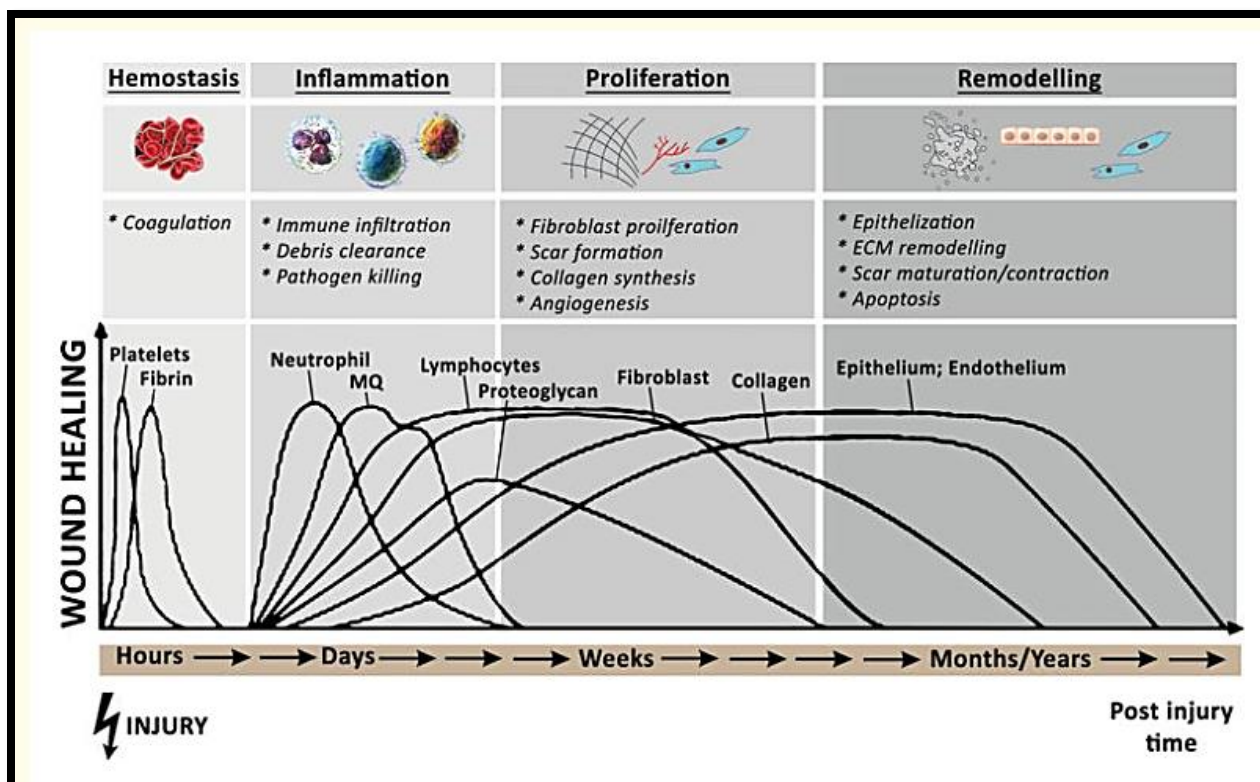 Hemostasis
Inflammation
Proliferation
Remodelling
* Coagulation
* Immune infiltration
* Debris clearance
* Pathogen killing
* Fibroblast proilferation
* Scar formation
* Collagen synthesis
* Angiogenesis
* Epithelization
* ECM remodelling
* Scar maturation/contraction
* Apoptosis
WOUND HEALING
Platelets
Fibrin
Neutrophil
MQ
Lymphocytes
Proteoglycan
Fibroblast
Collagen
Epithelium; Endothelium
Hours
Days
Weeks
Months/Years
INJURY
Post injury
time